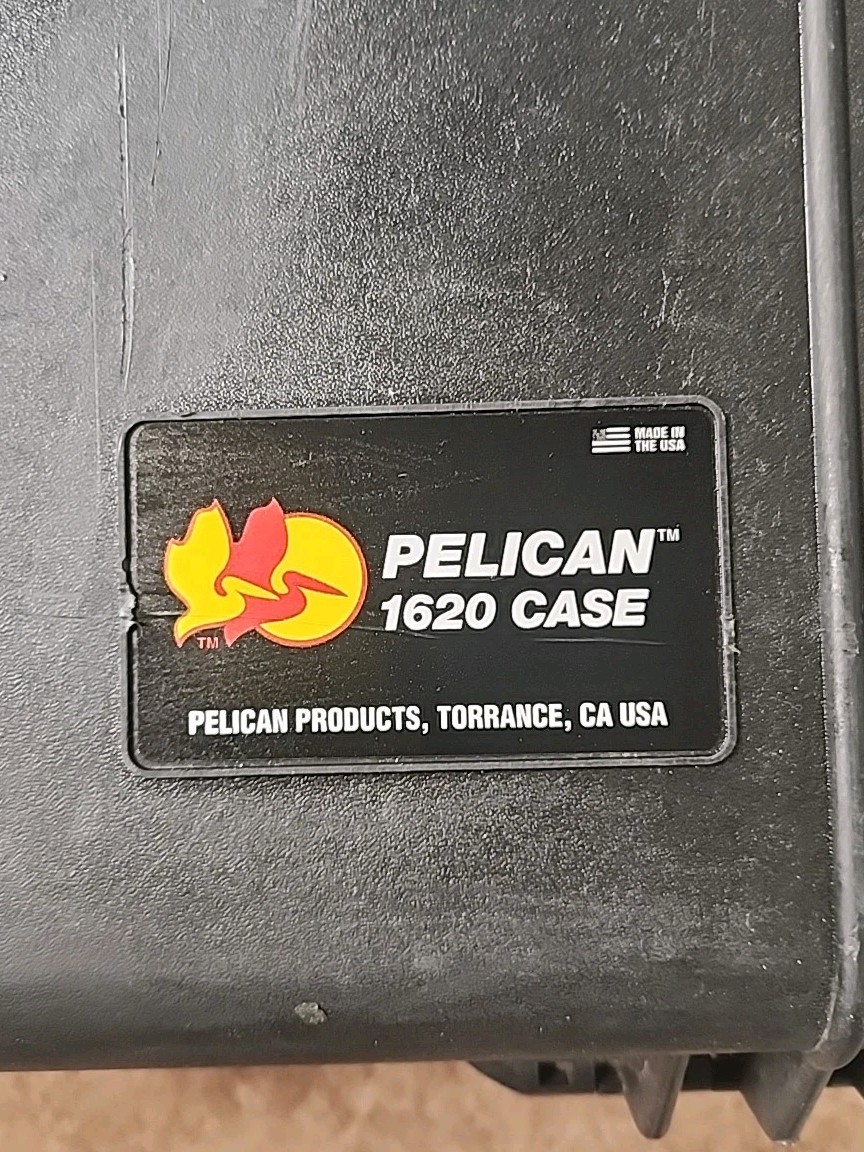 MADE IN
THE USA
PELICAN™
1620 CASE
TM
PELICAN PRODUCTS, TORRANCE, CA USA